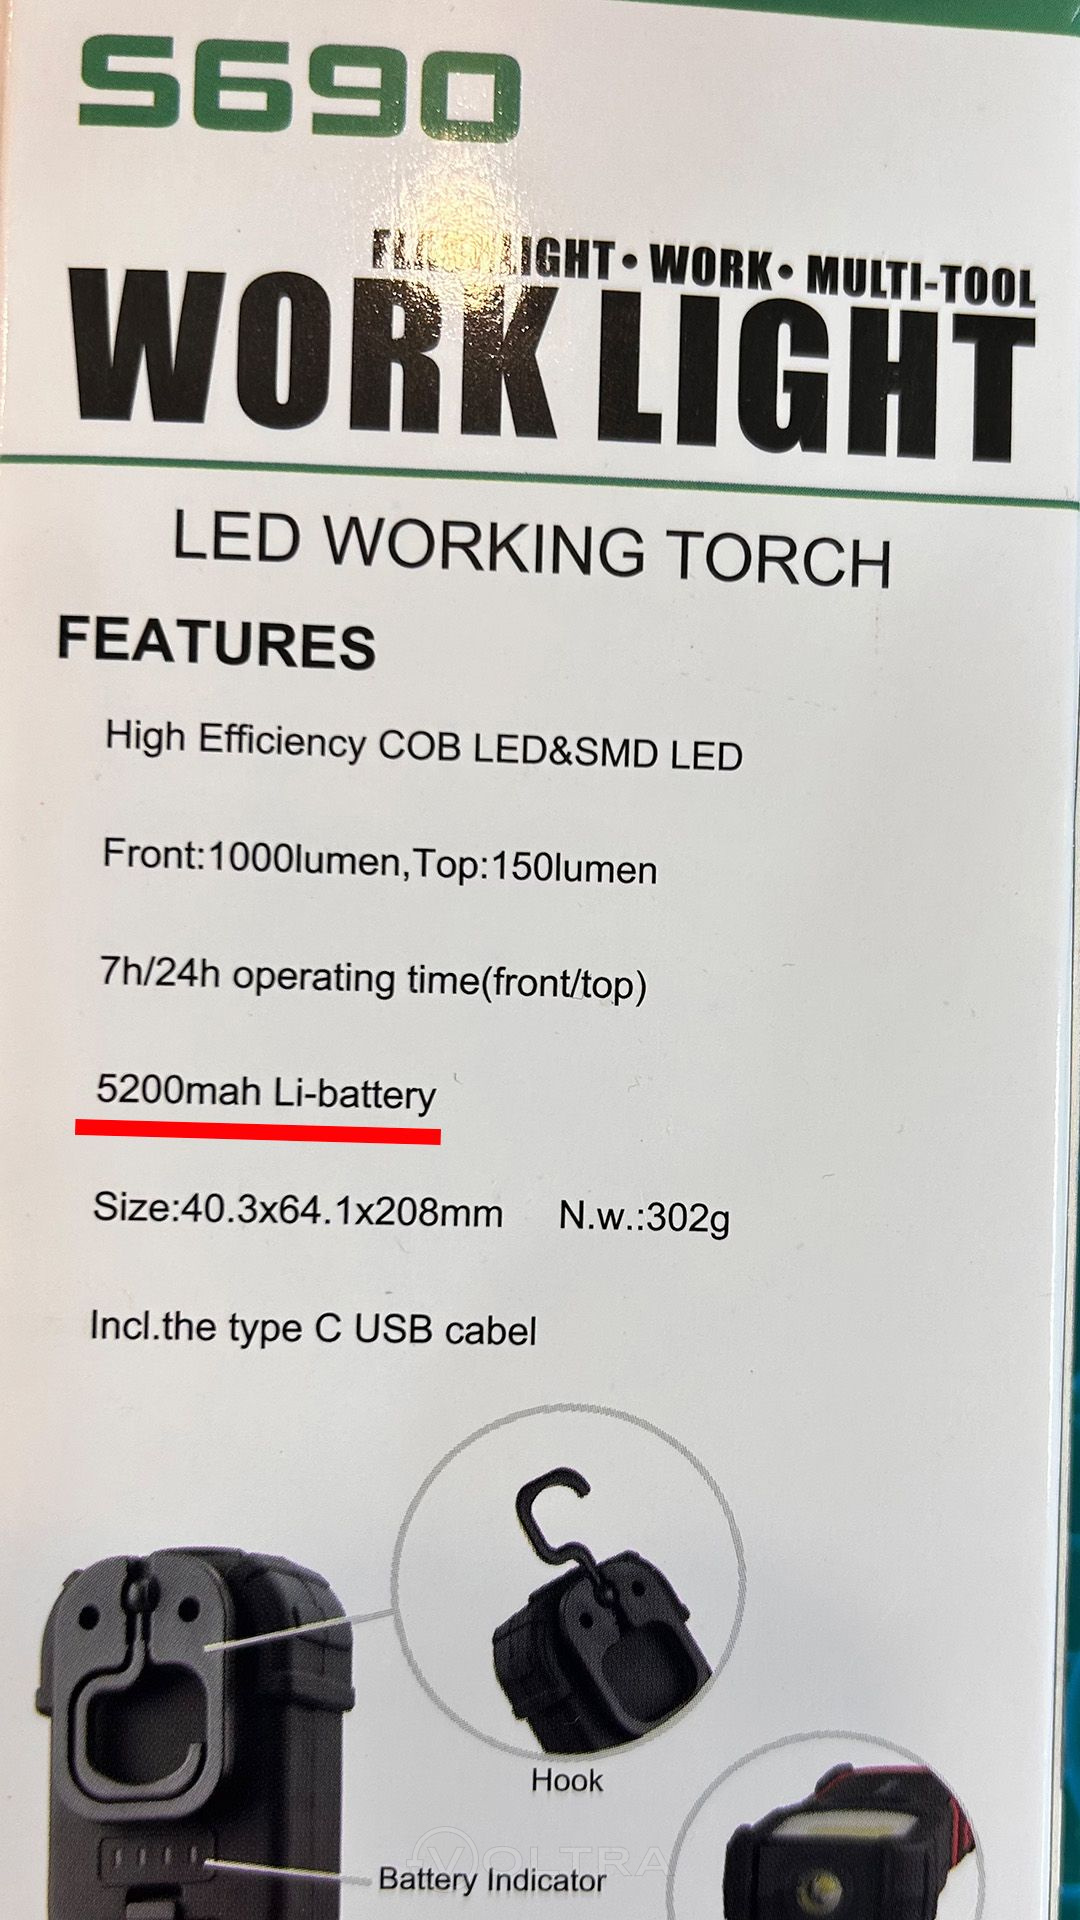 S690
FLASHLIGHT • WORK • MULTI-TOOL
WORK LIGHT
LED WORKING TORCH
FEATURES
High Efficiency COB LED&SMD LED
Front:1000lumen,Top:150lumen
7h/24h operating time(front/top)
5200mah Li-battery
Size:40.3x64.1x208mm N.w.:302g
Incl.the type C USB cabel
Hook
VOLTRA
Battery Indicator